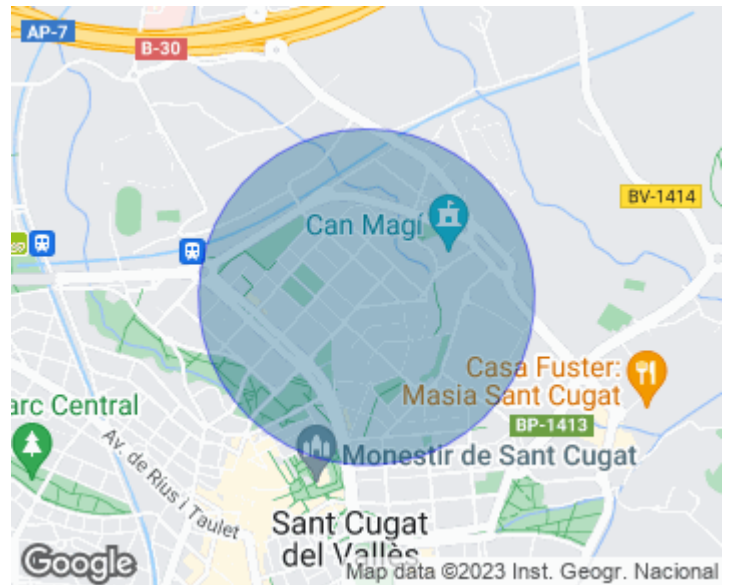 AP-7
B-30
BV-1414
Can Magí
Casa Fuster:
Masia Sant Cugat
BP-1413
arc Central
Av. de Rius i Taulet
Monestir de Sant Cugat
Sant Cugat
del Vallès
Google
Map data ©2023 Inst. Geogr. Nacional